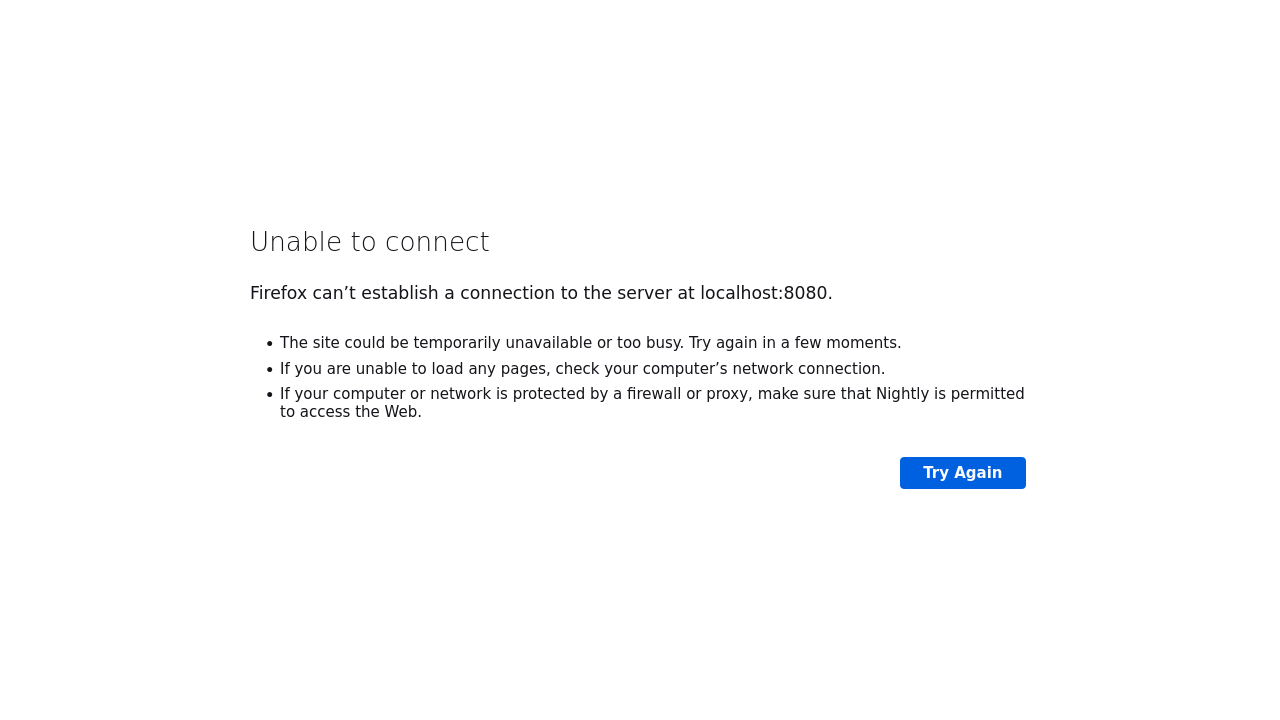 Unable to connect
Firefox can’t establish a connection to the server at localhost:8080.
• The site could be temporarily unavailable or too busy. Try again in a few moments.
• If you are unable to load any pages, check your computer’s network connection.
• If your computer or network is protected by a firewall or proxy, make sure that Nightly is permitted
to access the Web.
Try Again